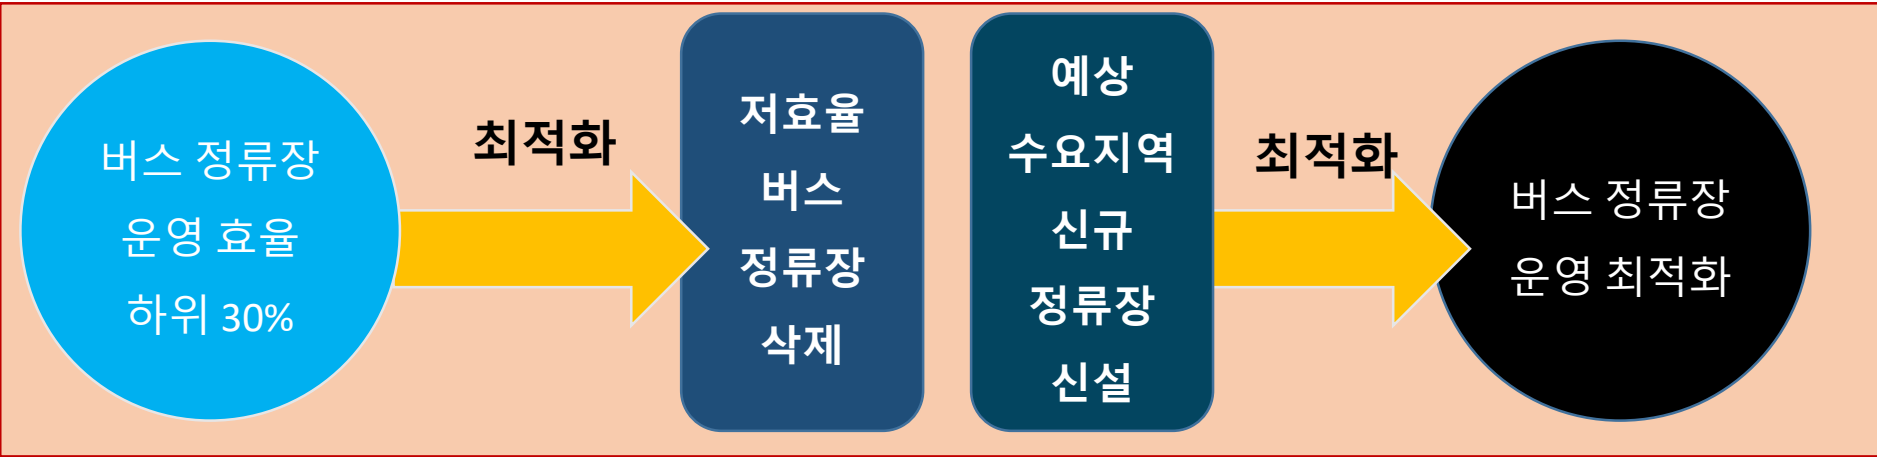 버스 정류장
운영 효율
하위 30%
최적화
저효율
버스
정류장
삭제
예상
수요지역
신규
정류장
신설
최적화
버스 정류장
운영 최적화